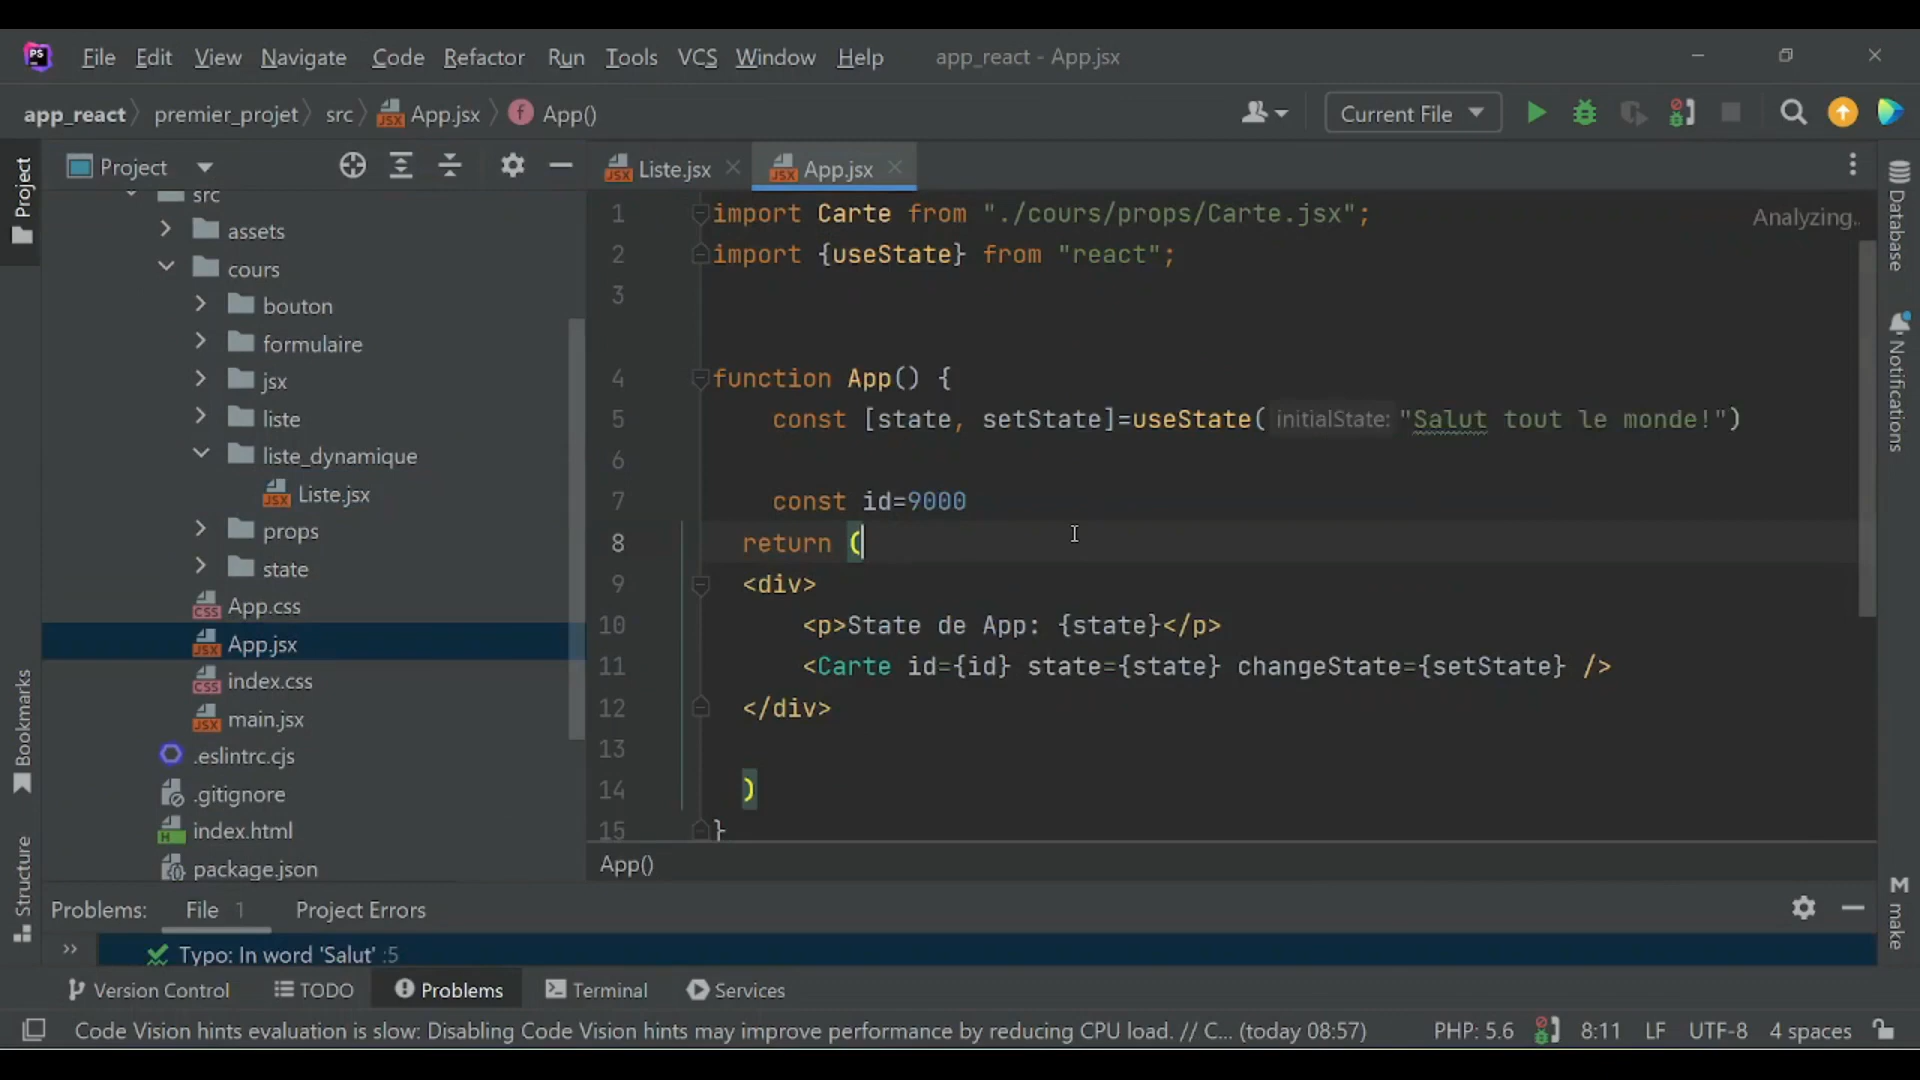 PS File Edit View Navigate Code Refactor Run Tools VCS Window Help app_react - App.jsx
app_react premier_projet src App.jsx App() Current File
Project
Project
Liste.jsx App.jsx
Database
Notifications
Bookmarks
Structure
make
src
assets
cours
bouton
formulaire
jsx
liste
liste_dynamique
Liste.jsx
props
state
App.css
App.jsx
index.css
main.jsx
.eslintrc.cjs
.gitignore
index.html
package.json
Analyzing..
1 import Carte from "./cours/props/Carte.jsx";
2 import {useState} from "react";
3
4 function App() {
5 const [state, setState]=useState( initialState: "Salut tout le monde!")
6
7 const id=9000
8 return (
9 <div>
10 <p>State de App: {state}</p>
11 <Carte id={id} state={state} changeState={setState} />
12 </div>
13
14 )
15 }
App()
Problems: File 1 Project Errors
Typo: In word 'Salut' :5
Version Control TODO Problems Terminal Services
Code Vision hints evaluation is slow: Disabling Code Vision hints may improve performance by reducing CPU load. // C... (today 08:57) PHP: 5.6 8:11 LF UTF-8 4 spaces